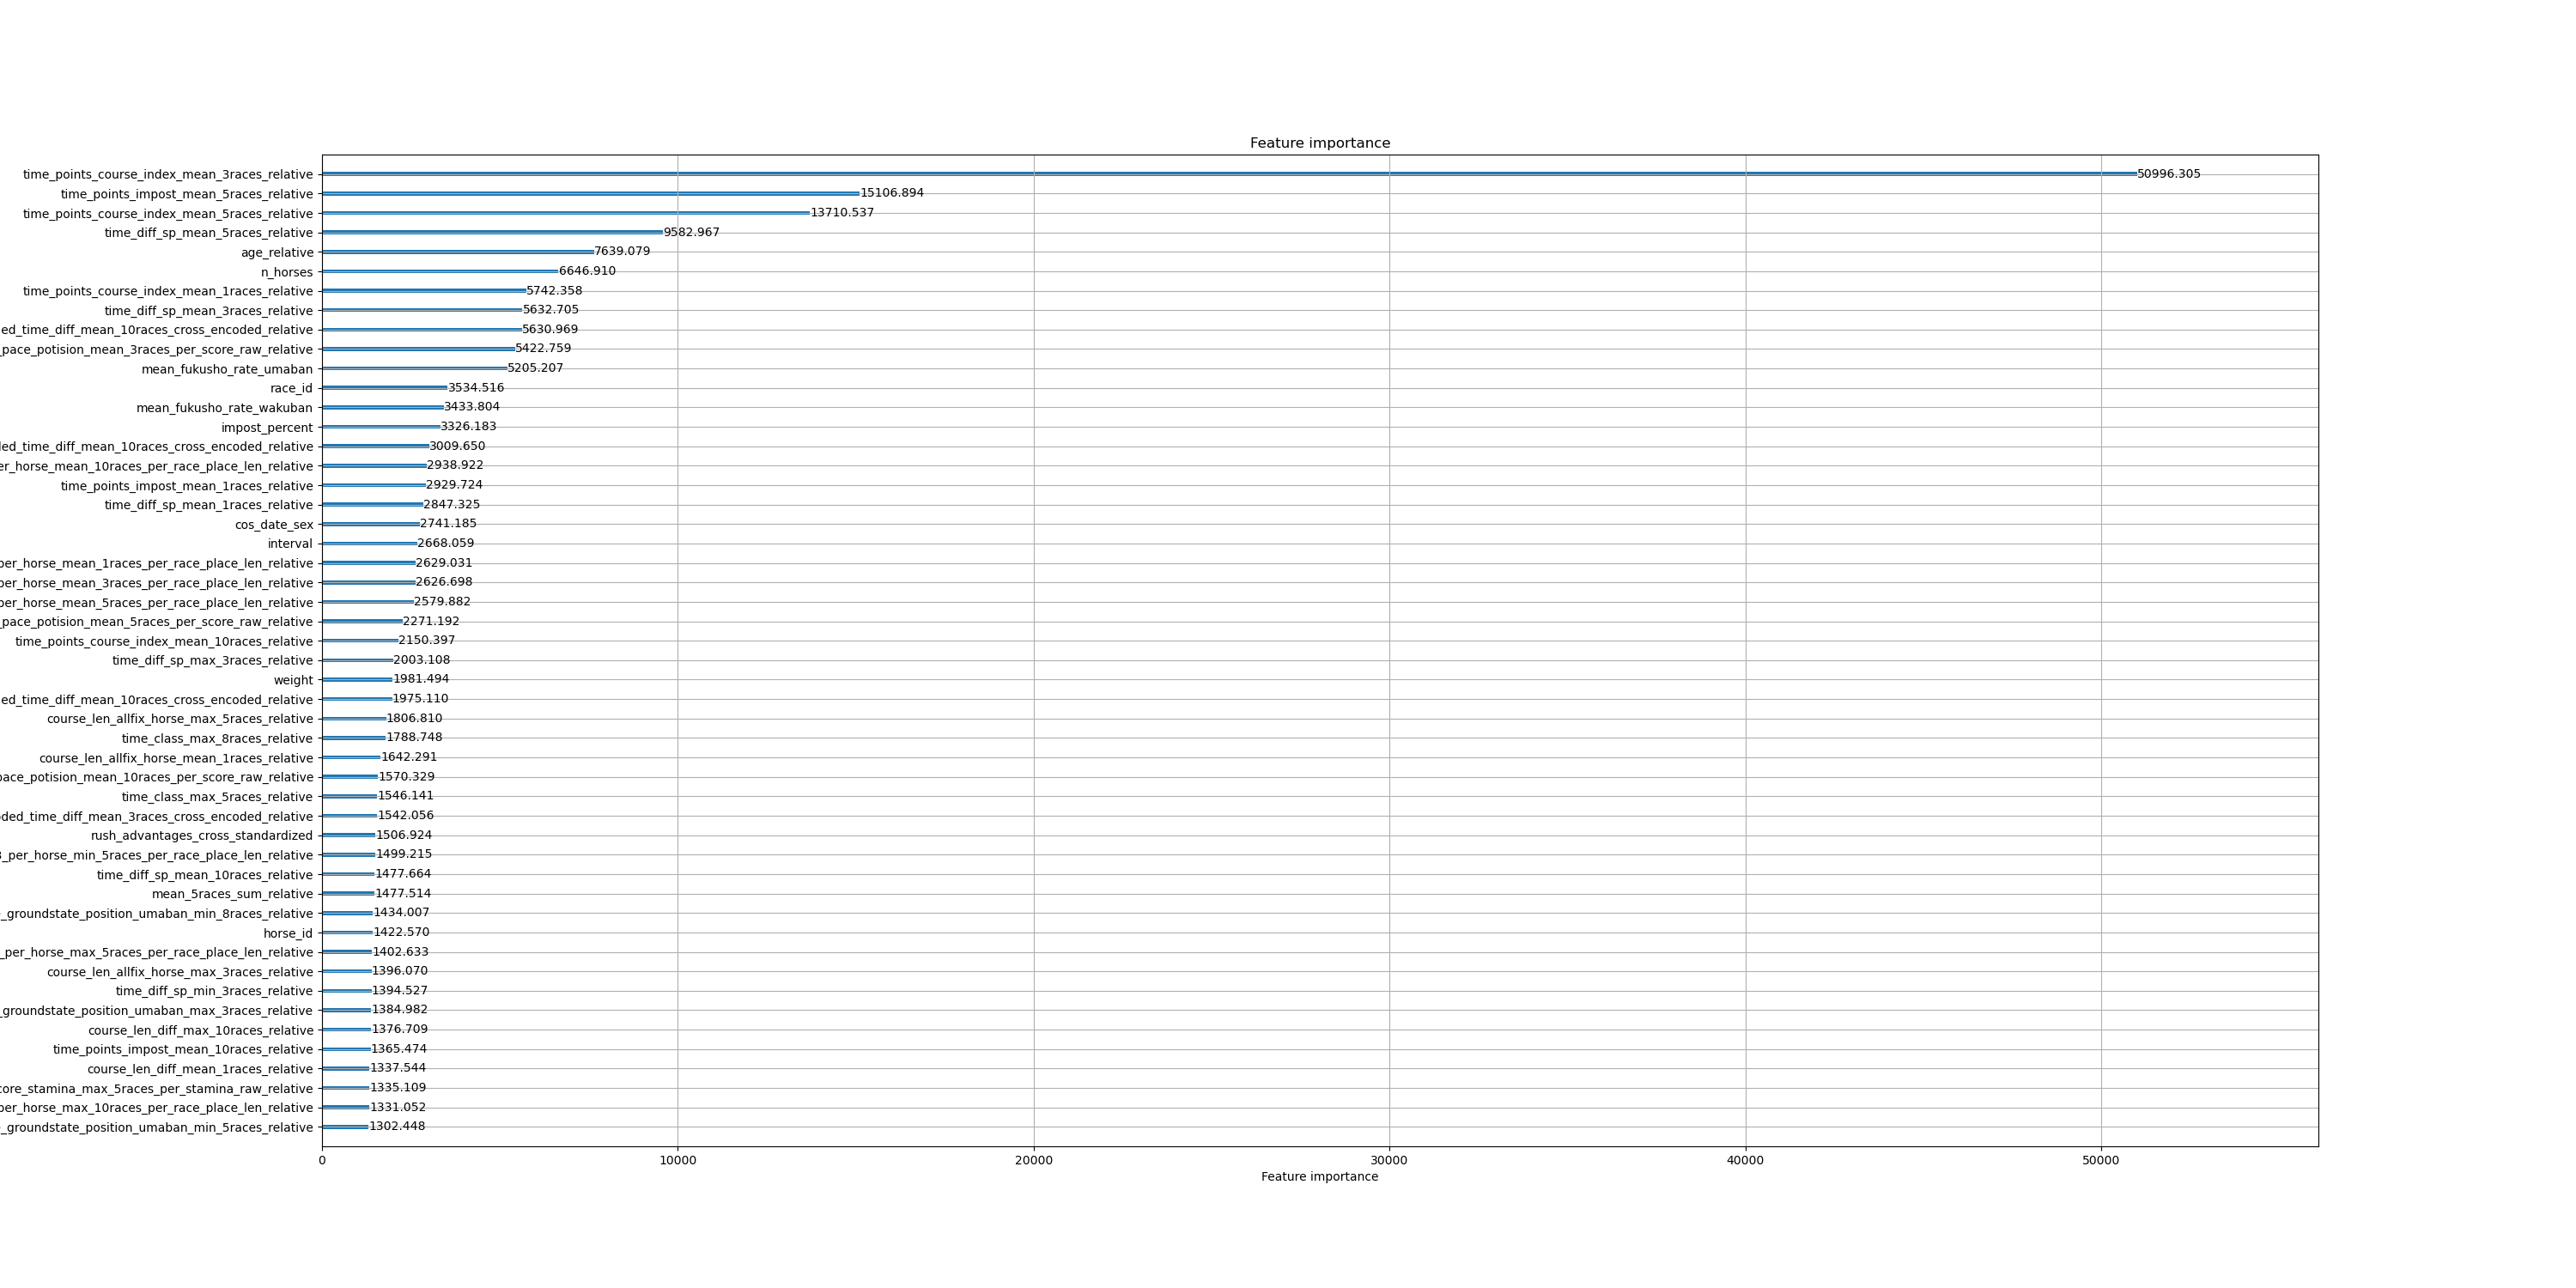 Feature importance
time_points_course_index_mean_3races_relative 50996.305
time_points_impost_mean_5races_relative 15106.894
time_points_course_index_mean_5races_relative 13710.537
time_diff_sp_mean_5races_relative 9582.967
age_relative 7639.079
n_horses 6646.910
time_points_course_index_mean_1races_relative 5742.358
time_diff_sp_mean_3races_relative 5632.705
ed_time_diff_mean_10races_cross_encoded_relative 5630.969
_pace_potision_mean_3races_per_score_raw_relative 5422.759
mean_fukusho_rate_umaban 5205.207
race_id 3534.516
mean_fukusho_rate_wakuban 3433.804
impost_percent 3326.183
led_time_diff_mean_10races_cross_encoded_relative 3009.650
er_horse_mean_10races_per_race_place_len_relative 2938.922
time_points_impost_mean_1races_relative 2929.724
time_diff_sp_mean_1races_relative 2847.325
cos_date_sex 2741.185
interval 2668.059
per_horse_mean_1races_per_race_place_len_relative 2629.031
per_horse_mean_3races_per_race_place_len_relative 2626.698
per_horse_mean_5races_per_race_place_len_relative 2579.882
_pace_potision_mean_5races_per_score_raw_relative 2271.192
time_points_course_index_mean_10races_relative 2150.397
time_diff_sp_max_3races_relative 2003.108
weight 1981.494
ed_time_diff_mean_10races_cross_encoded_relative 1975.110
course_len_allfix_horse_max_5races_relative 1806.810
time_class_max_8races_relative 1788.748
course_len_allfix_horse_mean_1races_relative 1642.291
pace_potision_mean_10races_per_score_raw_relative 1570.329
time_class_max_5races_relative 1546.141
ded_time_diff_mean_3races_cross_encoded_relative 1542.056
rush_advantages_cross_standardized 1506.924
3_per_horse_min_5races_per_race_place_len_relative 1499.215
time_diff_sp_mean_10races_relative 1477.664
mean_5races_sum_relative 1477.514
_groundstate_position_umaban_min_8races_relative 1434.007
horse_id 1422.570
_per_horse_max_5races_per_race_place_len_relative 1402.633
course_len_allfix_horse_max_3races_relative 1396.070
time_diff_sp_min_3races_relative 1394.527
_groundstate_position_umaban_max_3races_relative 1384.982
course_len_diff_max_10races_relative 1376.709
time_points_impost_mean_10races_relative 1365.474
course_len_diff_mean_1races_relative 1337.544
core_stamina_max_5races_per_stamina_raw_relative 1335.109
per_horse_max_10races_per_race_place_len_relative 1331.052
_groundstate_position_umaban_min_5races_relative 1302.448
0 10000 20000 30000 40000 50000
Feature importance